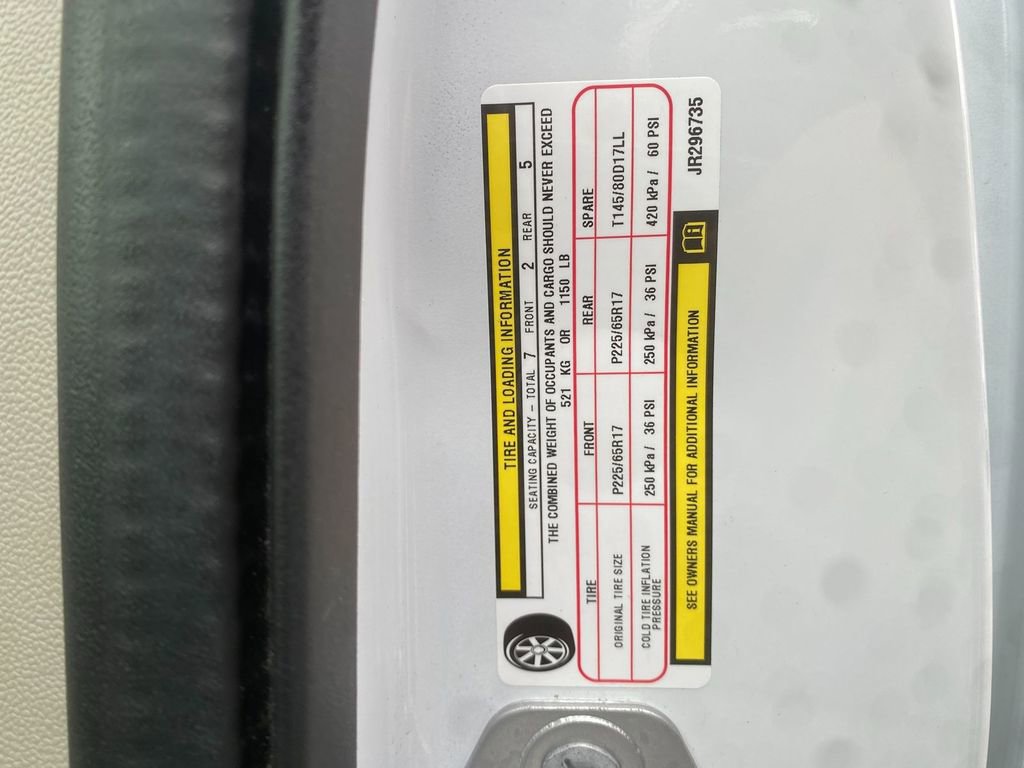 TIRE AND LOADING INFORMATION
SEATING CAPACITY – TOTAL 7 FRONT 2 REAR 5
THE COMBINED WEIGHT OF OCCUPANTS AND CARGO SHOULD NEVER EXCEED
521 KG OR 1150 LB
TIRE FRONT REAR SPARE
ORIGINAL TIRE SIZE P225/65R17 P225/65R17 T145/80D17LL
COLD TIRE INFLATION PRESSURE 250 kPa / 36 PSI 250 kPa / 36 PSI 420 kPa / 60 PSI
SEE OWNERS MANUAL FOR ADDITIONAL INFORMATION
JR296735